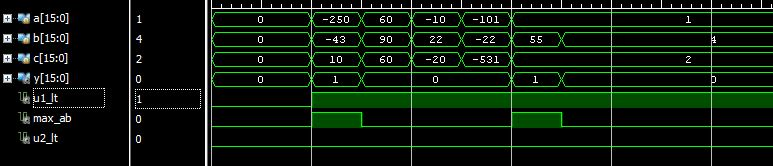 a[15:0] 1 0 -250 60 -10 -101 1
b[15:0] 4 0 -43 90 22 -22 55 4
c[15:0] 2 0 10 60 -20 -531 2
y[15:0] 0 0 1 0 1 0
u1_lt 1
max_ab 0
u2_lt 0